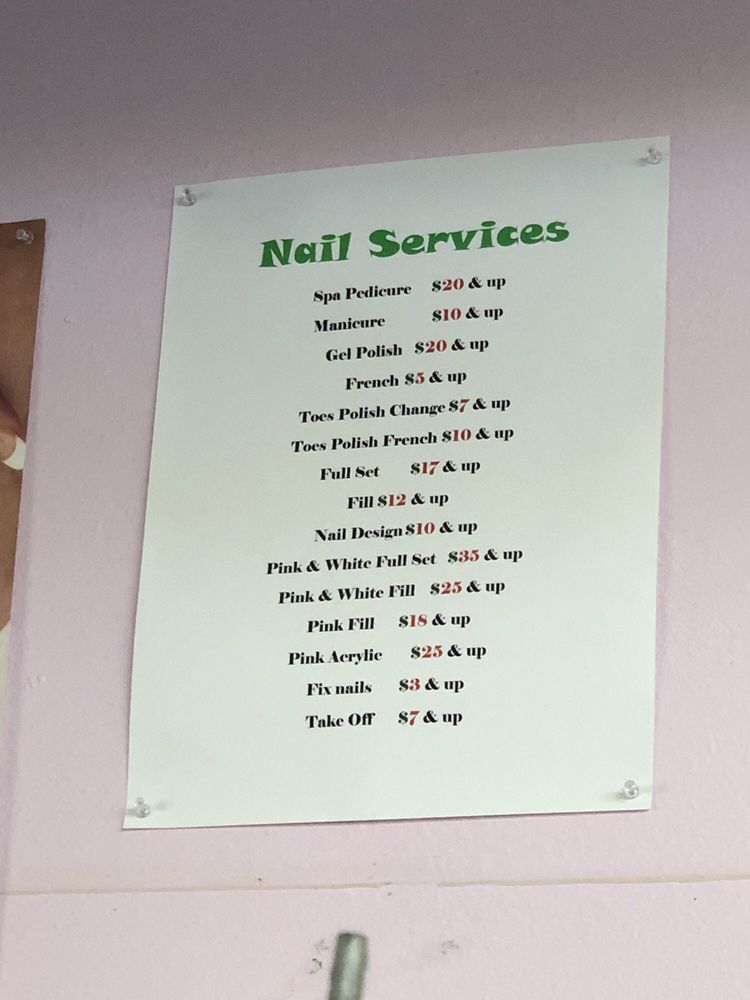 Nail Services
Spa Pedicure $20 & up
Manicure $10 & up
Gel Polish $20 & up
French $5 & up
Toes Polish Change $7 & up
Toes Polish French $10 & up
Full Set $17 & up
Fill $12 & up
Nail Design $10 & up
Pink & White Full Set $35 & up
Pink & White Fill $25 & up
Pink Fill $18 & up
Pink Acrylic $25 & up
Fix nails $3 & up
Take Off $7 & up